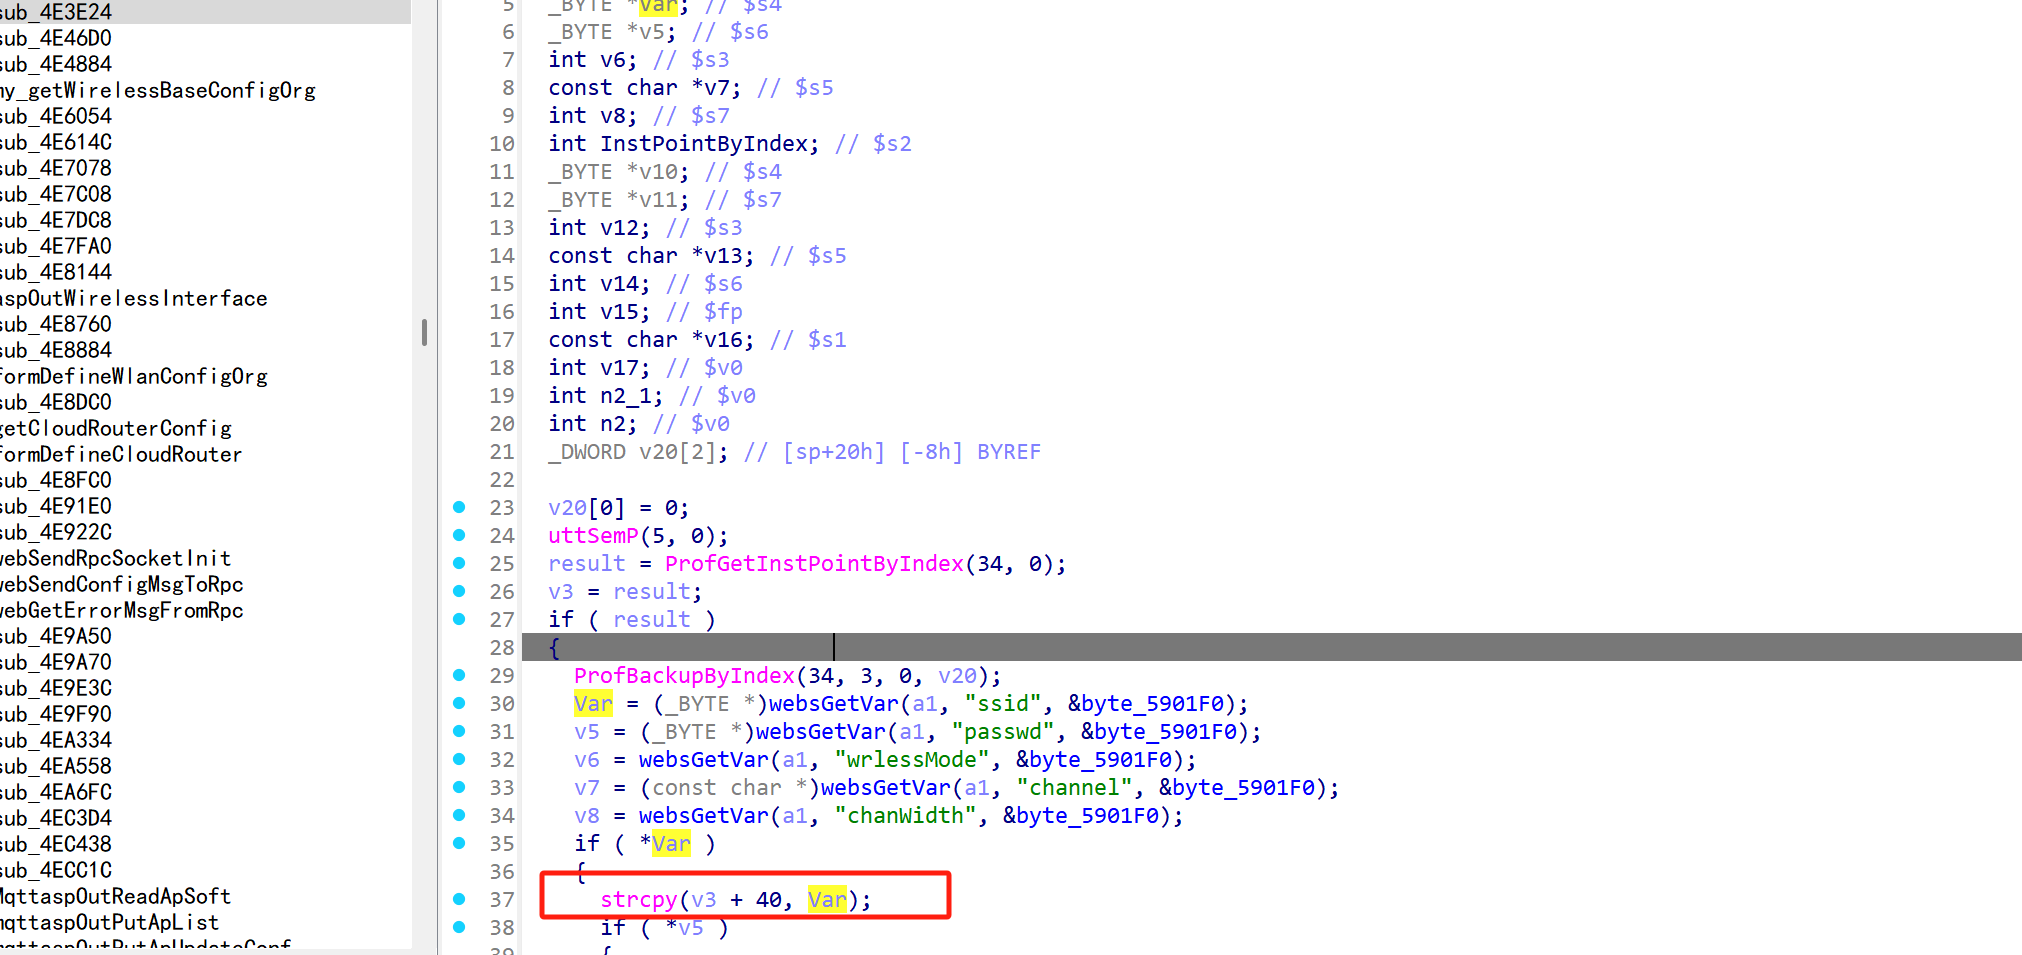 sub_4E3E24
sub_4E46D0
sub_4E4884
my_getWirelessBaseConfigOrg
sub_4E6054
sub_4E614C
sub_4E7078
sub_4E7C08
sub_4E7DC8
sub_4E7FA0
sub_4E8144
aspOutWirelessInterface
sub_4E8760
sub_4E8884
formDefineWlanConfigOrg
sub_4E8DC0
getCloudRouterConfig
formDefineCloudRouter
sub_4E8FC0
sub_4E91E0
sub_4E922C
webSendRpcSocketInit
webSendConfigMsgToRpc
webGetErrorMsgFromRpc
sub_4E9A50
sub_4E9A70
sub_4E9E3C
sub_4E9F90
sub_4EA334
sub_4EA558
sub_4EA6FC
sub_4EC3D4
sub_4EC438
sub_4ECC1C
MqttaspOutReadApSoft
mqttaspOutPutApList
mqttaspOutPutApUpdateConf
5 _BYTE *Var; // $s4
6 _BYTE *v5; // $s6
7 int v6; // $s3
8 const char *v7; // $s5
9 int v8; // $s7
10 int InstPointByIndex; // $s2
11 _BYTE *v10; // $s4
12 _BYTE *v11; // $s7
13 int v12; // $s3
14 const char *v13; // $s5
15 int v14; // $s6
16 int v15; // $fp
17 const char *v16; // $s1
18 int v17; // $v0
19 int n2_1; // $v0
20 int n2; // $v0
21 _DWORD v20[2]; // [sp+20h] [-8h] BYREF
22
23 v20[0] = 0;
24 uttSemP(5, 0);
25 result = ProfGetInstPointByIndex(34, 0);
26 v3 = result;
27 if ( result )
28 {
29 ProfBackupByIndex(34, 3, 0, v20);
30 Var = (_BYTE *)websGetVar(a1, "ssid", &byte_5901F0);
31 v5 = (_BYTE *)websGetVar(a1, "passwd", &byte_5901F0);
32 v6 = websGetVar(a1, "wrlessMode", &byte_5901F0);
33 v7 = (const char *)websGetVar(a1, "channel", &byte_5901F0);
34 v8 = websGetVar(a1, "chanWidth", &byte_5901F0);
35 if ( *Var )
36 {
37 strcpy(v3 + 40, Var);
38 if ( *v5 )
39 {